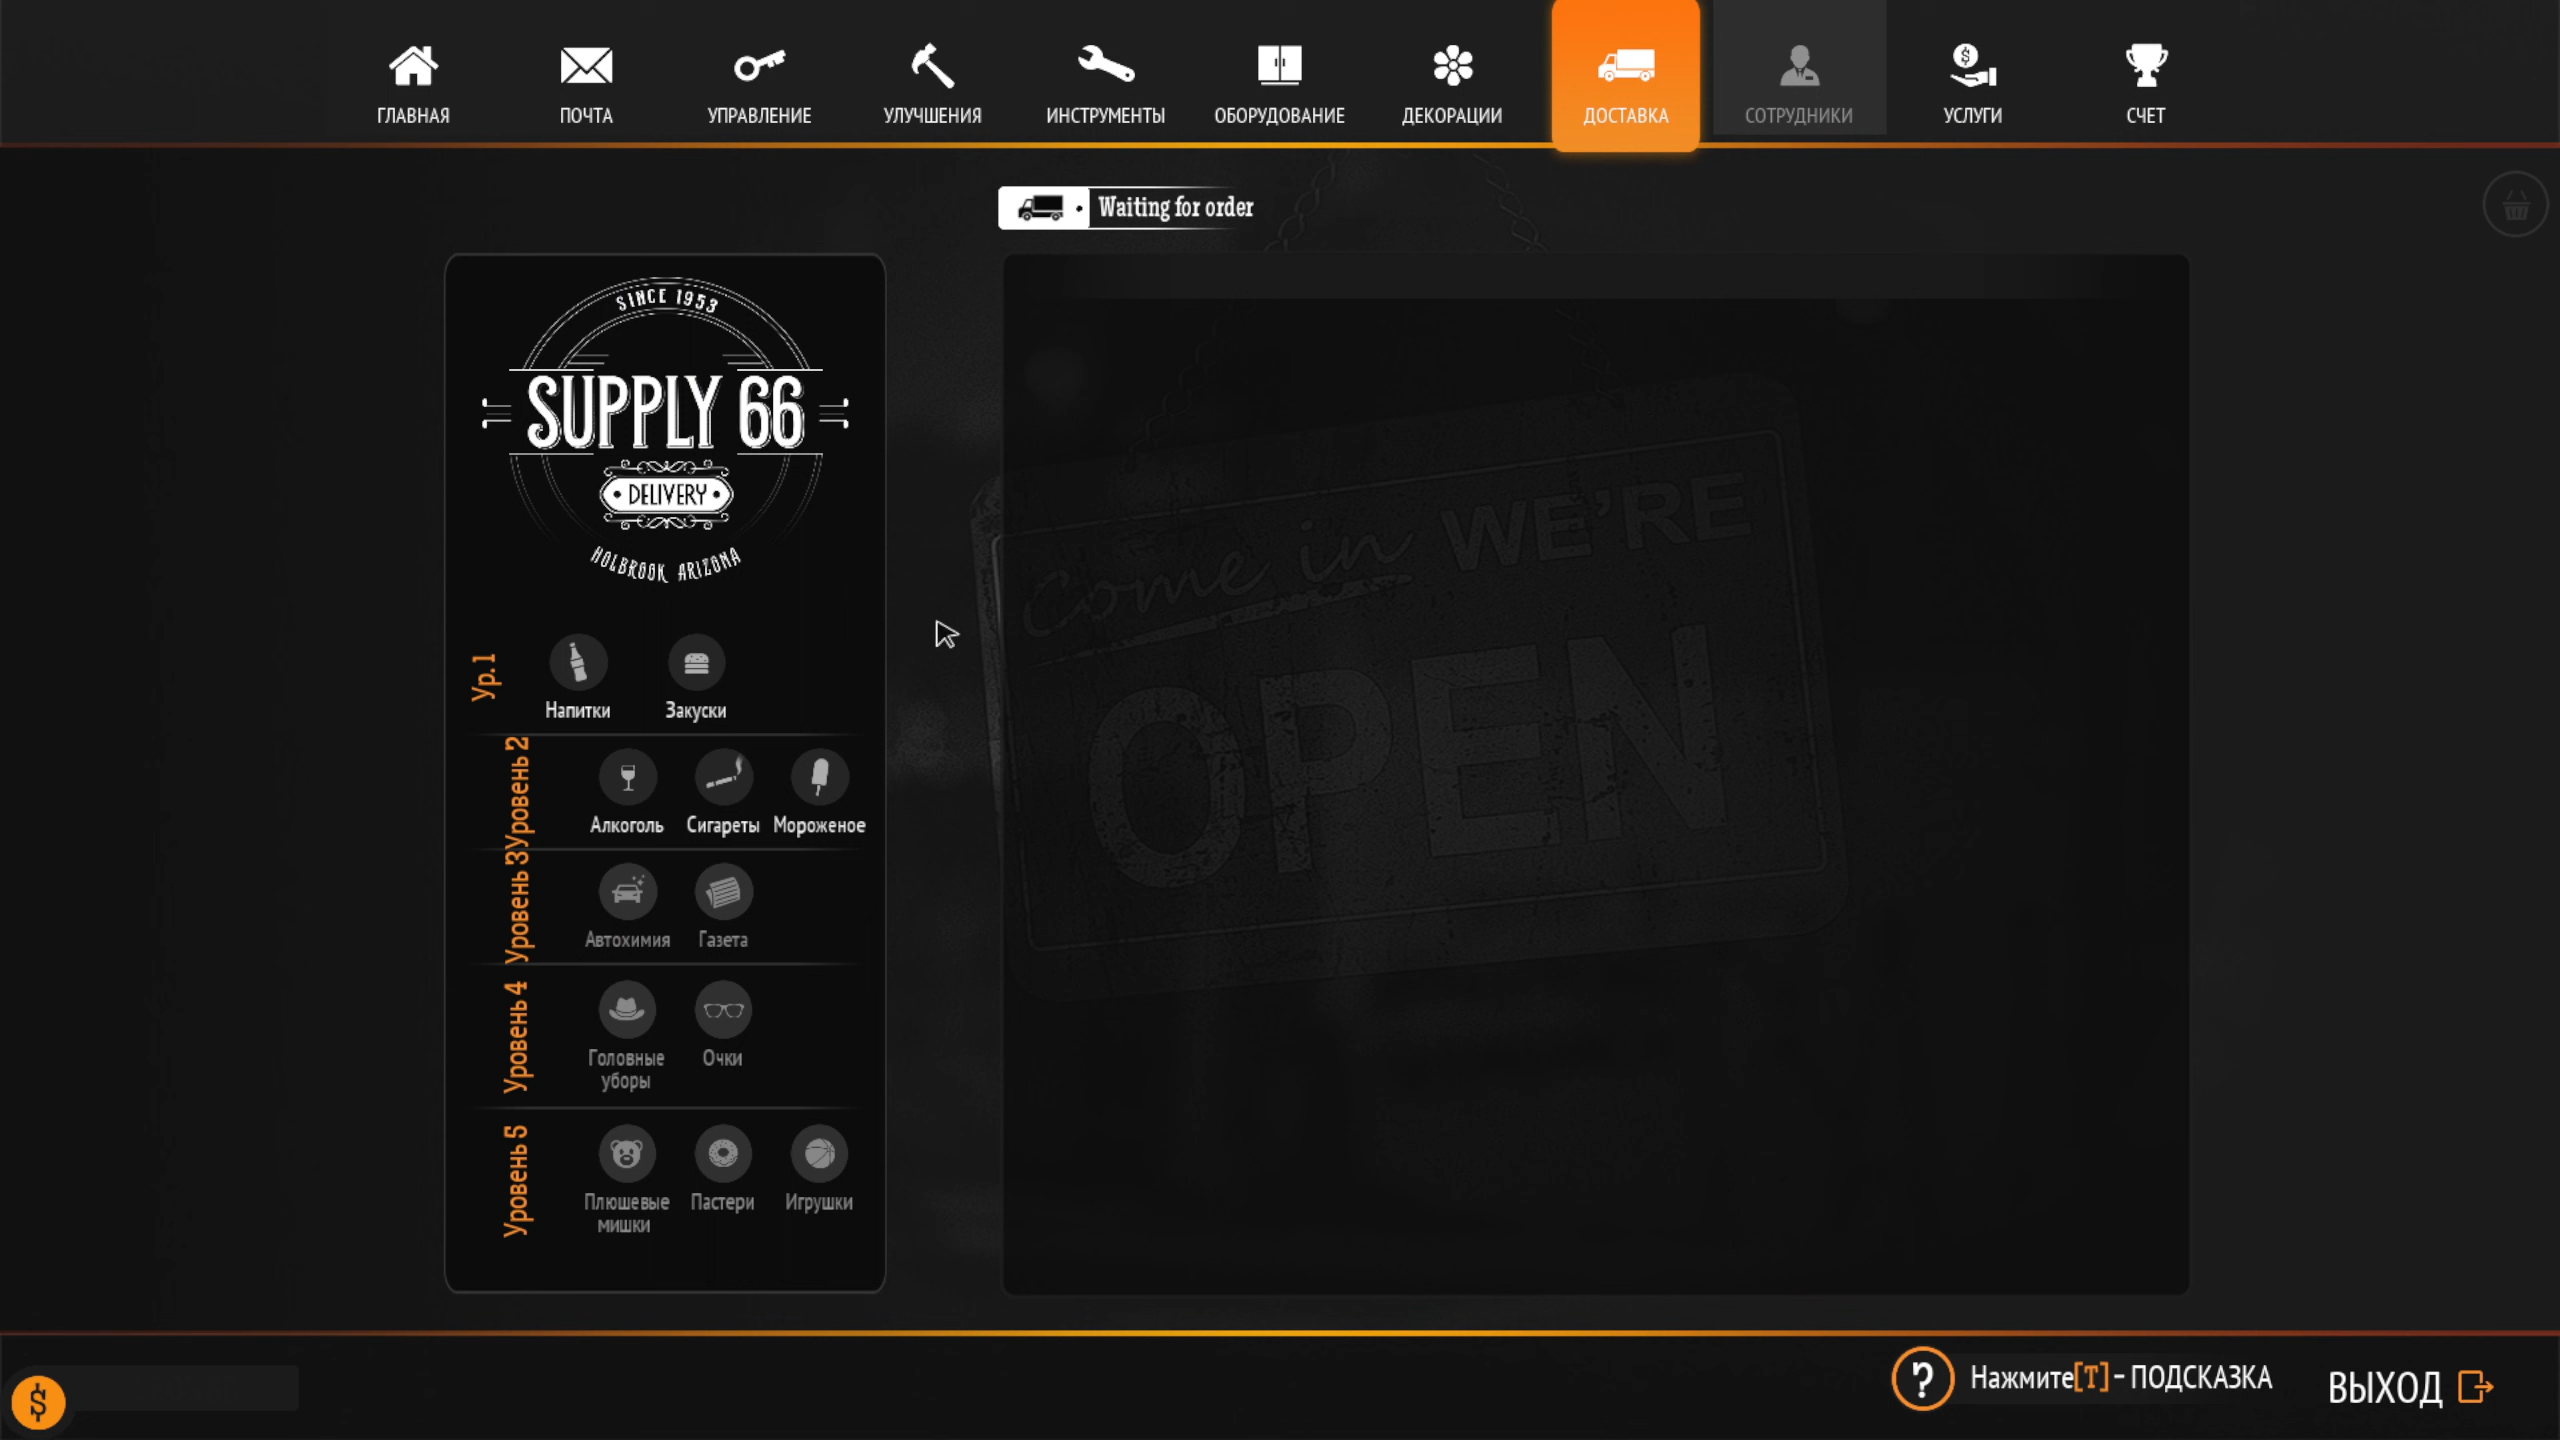 ГЛАВНАЯ
ПОЧТА
УПРАВЛЕНИЕ
УЛУЧШЕНИЯ
ИНСТРУМЕНТЫ
ОБОРУДОВАНИЕ
ДЕКОРАЦИИ
ДОСТАВКА
СОТРУДНИКИ
УСЛУГИ
СЧЕТ
Waiting for order
SINCE 1953
SUPPLY 66
• DELIVERY •
HOLBROOK ARIZONA
Come in WE'RE
OPEN
Ур.1
Напитки
Закуски
Уровень 2
Алкоголь
Сигареты
Мороженое
Уровень 3
Автохимия
Газета
Уровень 4
Головные
уборы
Очки
Уровень 5
Плюшевые
мишки
Пастери
Игрушки
Нажмите[T] - ПОДСКАЗКА
ВЫХОД